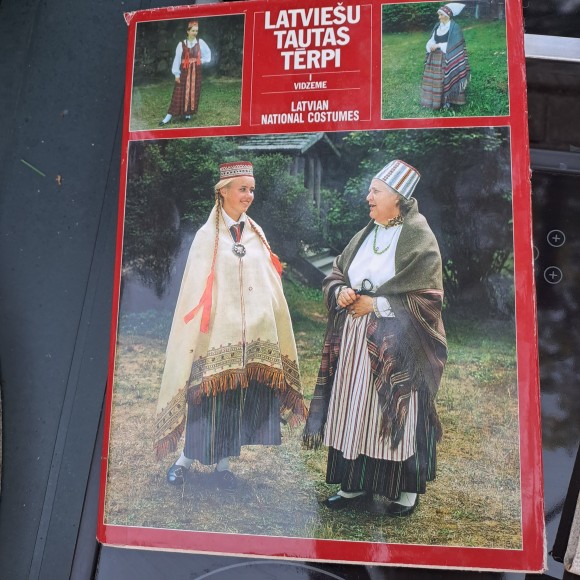 LATVIEŠU
TAUTAS
TĒRPI
I
VIDZEME
LATVIAN
NATIONAL COSTUMES